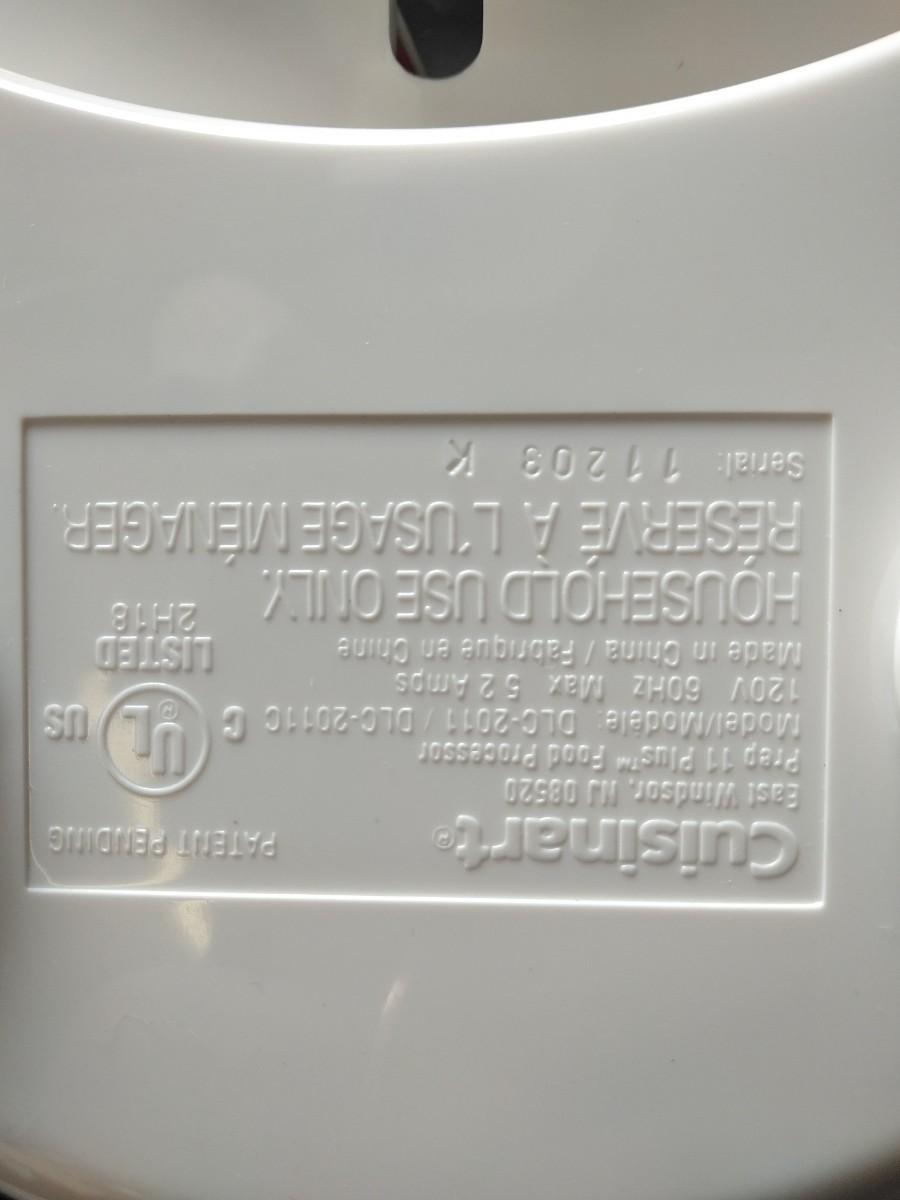 Cuisinart®
PATENT PENDING
East Windsor, NJ 08520
Prep 11 Plus™ Food Processor
Model/Modèle: DLC-2011 / DLC-2011C
120V 60Hz Max 5.2 Amps
Made in China / Fabrique en Chine
C UL® US
LISTED
2H18
HOUSEHOLD USE ONLY.
RÉSERVÉ À L'USAGE MÉNAGER.
Serial: 11203 K